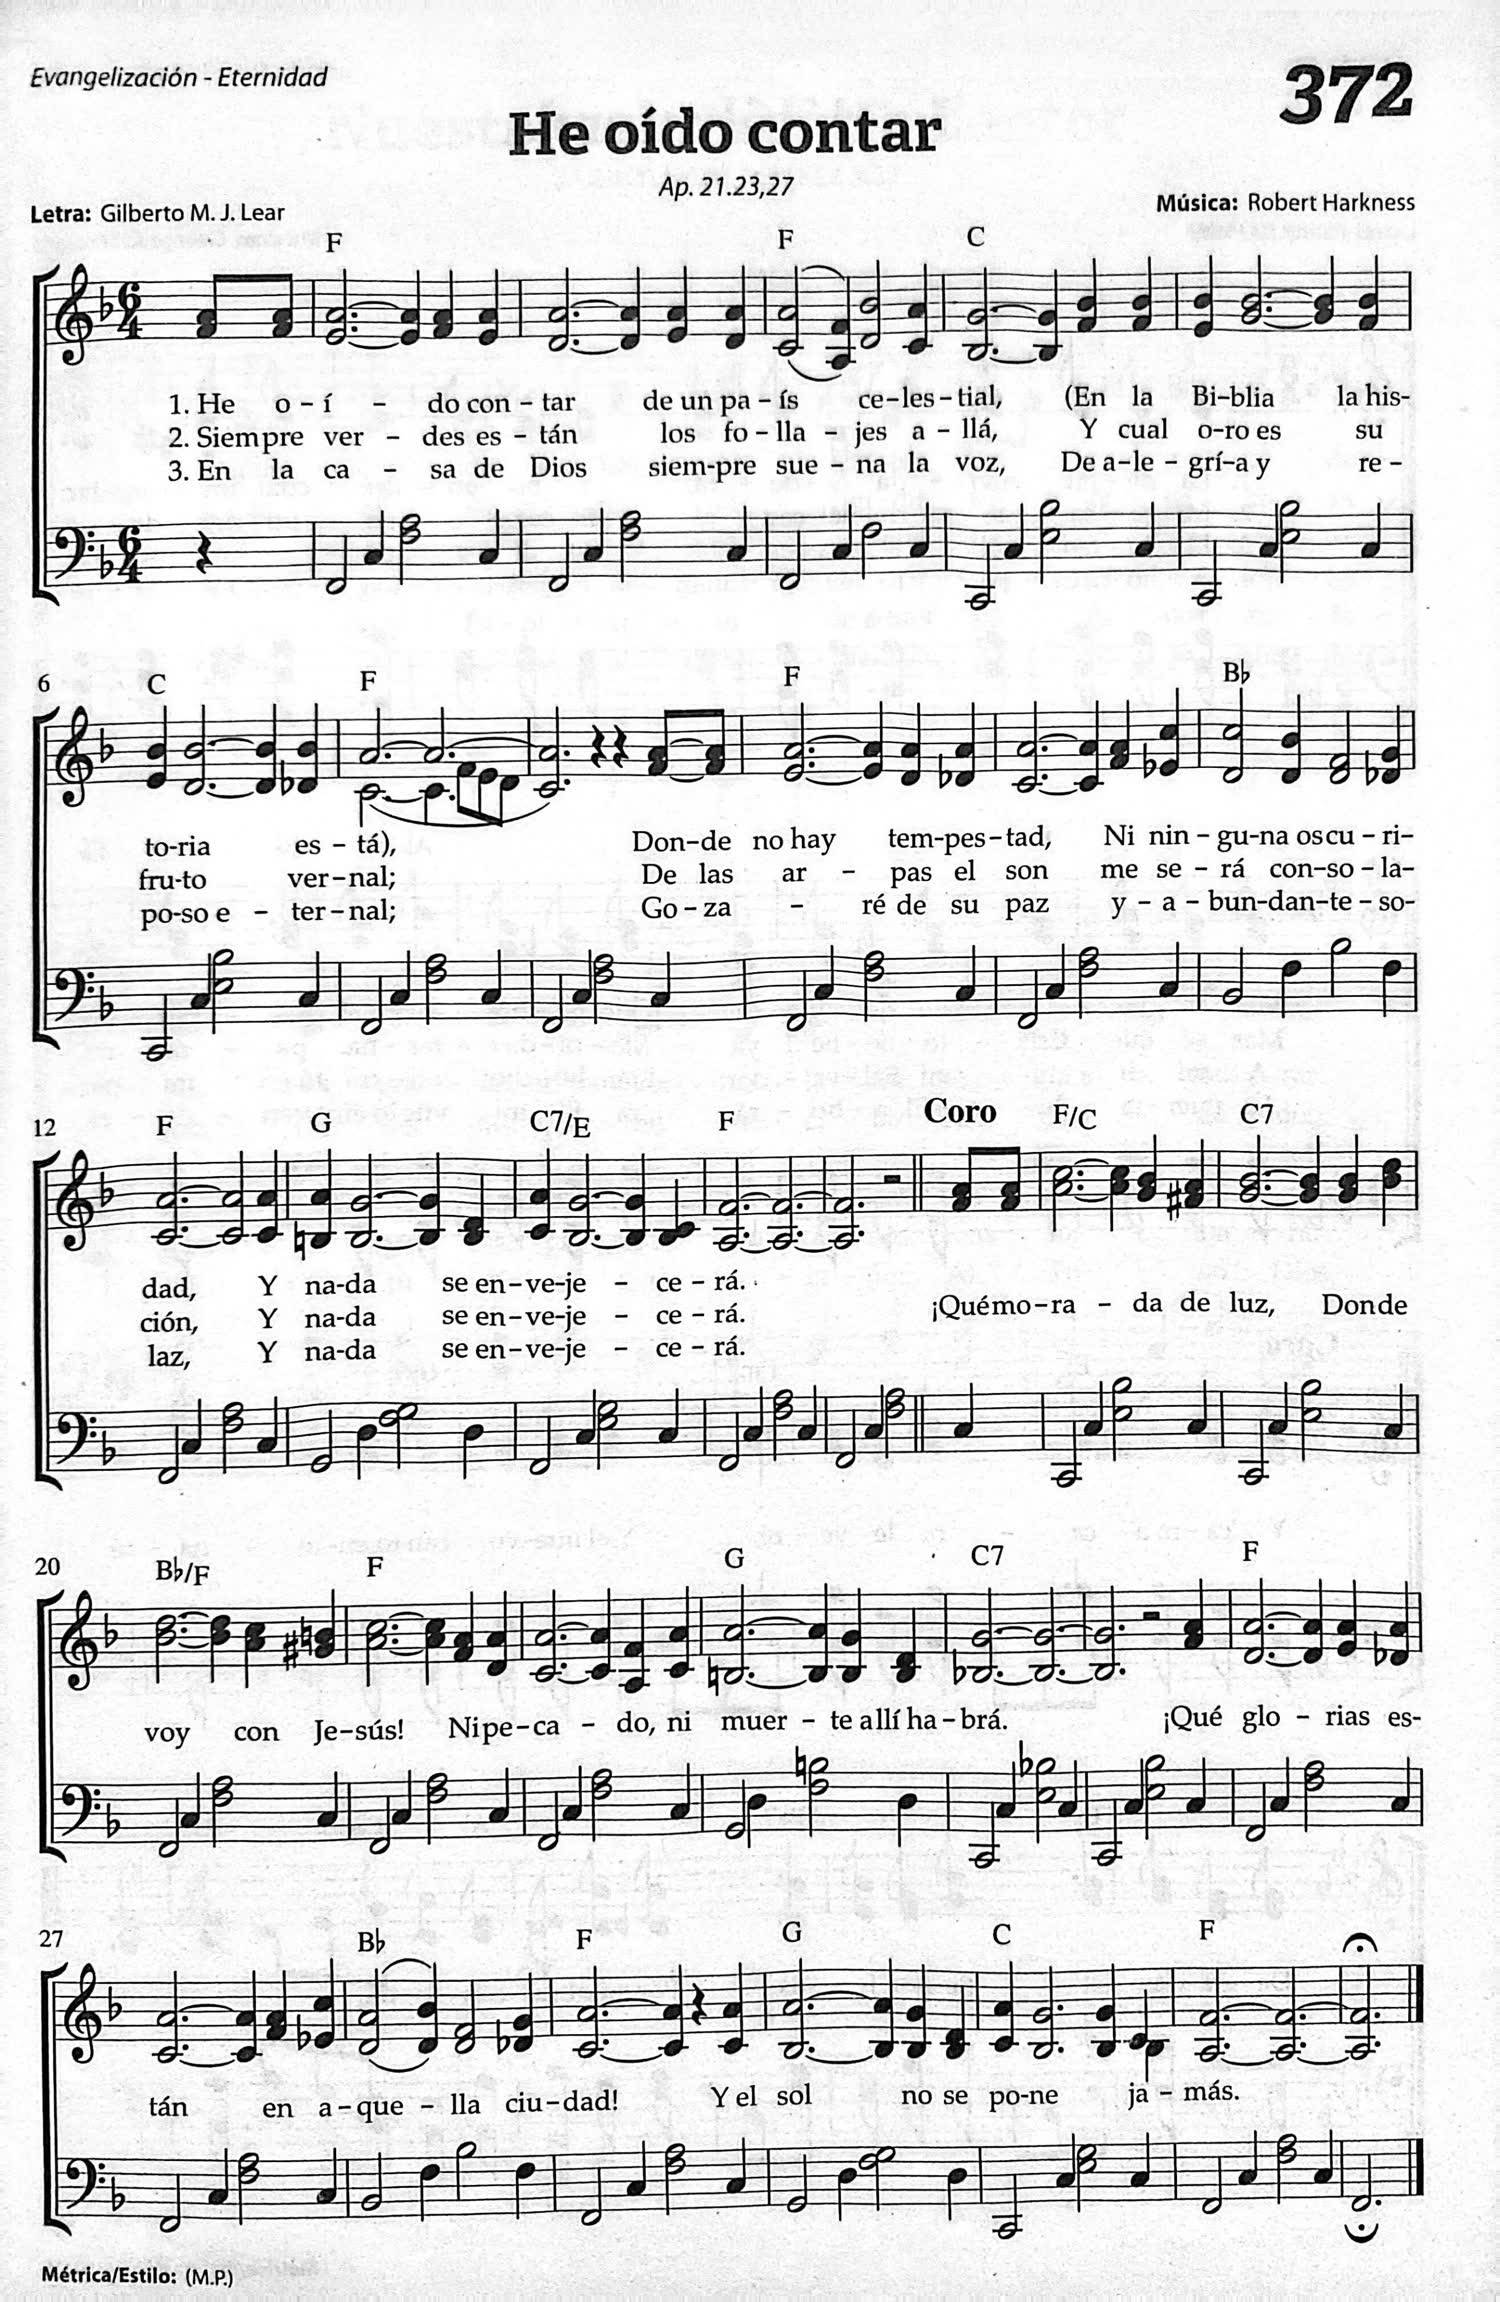 Evangelización - Eternidad
372
He oído contar
Ap. 21.23,27
Letra: Gilberto M. J. Lear
Música: Robert Harkness
F F C
6/4
1. He o – í – do con – tar de un pa – ís ce–les–tial, (En la Bi–blia la his-
2. Siempre ver – des es – tán los fo – lla – jes a – llá, Y cual o-ro es su
3. En la ca – sa de Dios siem-pre sue – na la voz, De a–le – grí–a y re –
6/4
6 C F F B♭
to-ria es – tá), Don–de no hay tem–pes–tad, Ni nin – gu-na oscu – ri–
fru-to ver–nal; De las ar – pas el son me se – rá con–so – la–
po-so e – ter–nal; Go – za – ré de su paz y – a – bun–dan–te – so-
12 F G C7/E F Coro F/C C7
dad, Y na-da se en–ve-je – ce – rá.
ción, Y na-da se en–ve-je – ce – rá. ¡Qué mo–ra – da de luz, Donde
laz, Y na-da se en–ve-je – ce – rá.
20 B♭/F F G C7 F
voy con Je–sús! Ni pe–ca – do, ni muer – te allí ha–brá. ¡Qué glo – rias es-
27 B♭ F G C F
tán en a–que – lla ciu–dad! Y el sol no se po-ne ja – más.
Métrica/Estilo: (M.P.)